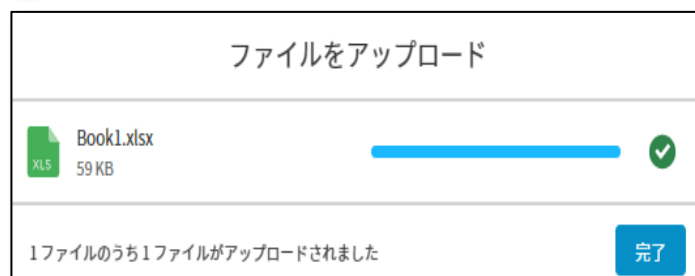 ファイルをアップロード
Book1.xlsx
XLS
59 KB
1ファイルのうち1ファイルがアップロードされました
完了